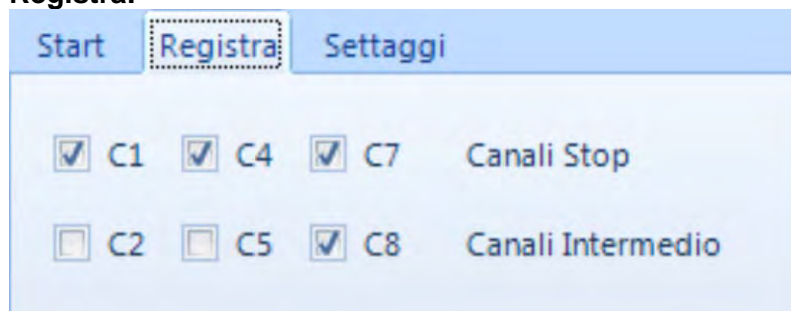 Registra:
Start Registra Settaggi
C1 C4 C7 Canali Stop
C2 C5 C8 Canali Intermedio